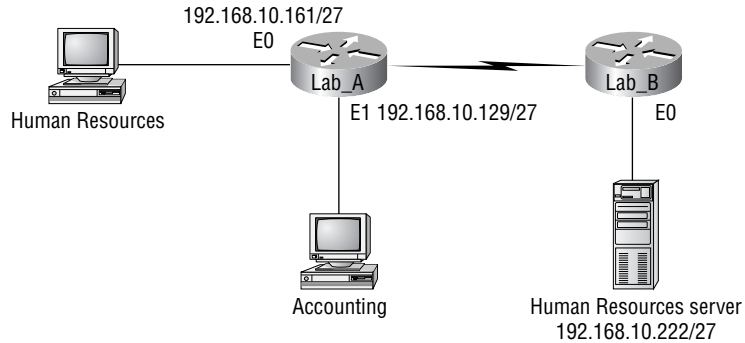 192.168.10.161/27
E0
Lab_A
Lab_B
Human Resources
E1 192.168.10.129/27
E0
Accounting
Human Resources server
192.168.10.222/27